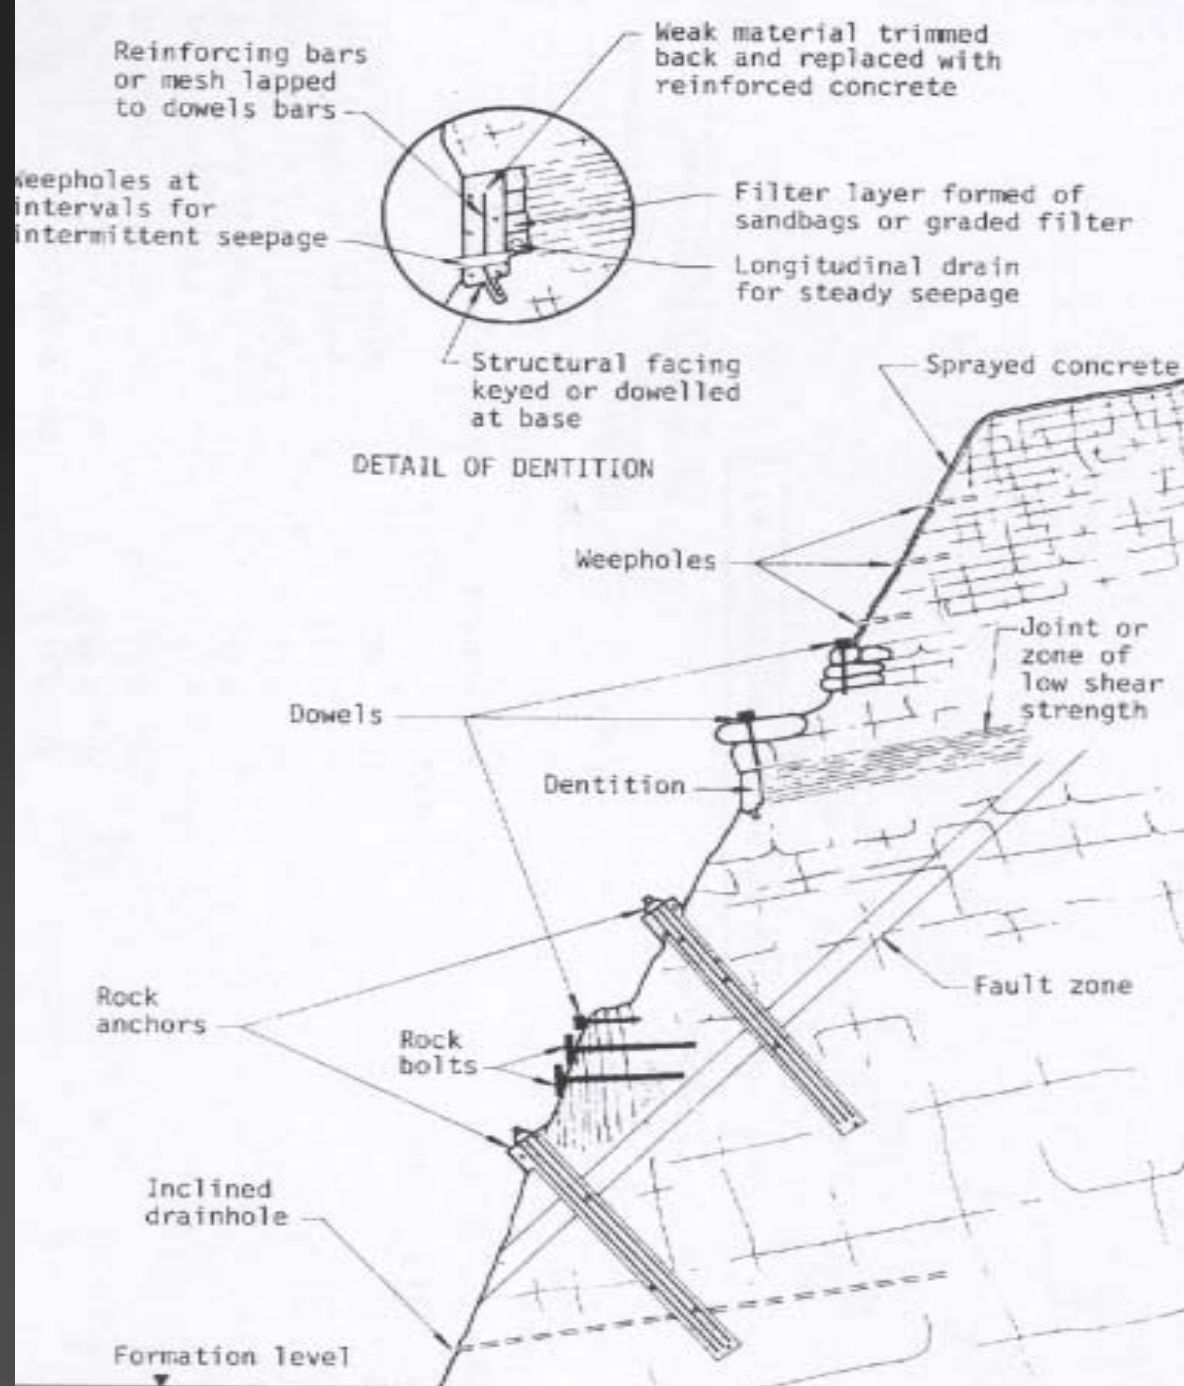 Reinforcing bars
or mesh lapped
to dowels bars
Weak material trimmed
back and replaced with
reinforced concrete
Weepholes at
intervals for
intermittent seepage
Filter layer formed of
sandbags or graded filter
Longitudinal drain
for steady seepage
Structural facing
keyed or dowelled
at base
DETAIL OF DENTITION
Sprayed concrete
Weepholes
Joint or
zone of
low shear
strength
Dowels
Dentition
Fault zone
Rock
anchors
Rock
bolts
Inclined
drainhole
Formation level